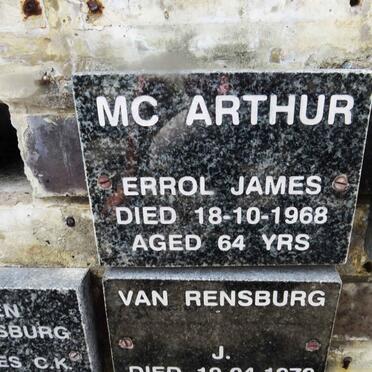 MC ARTHUR
ERROL JAMES
DIED 18-10-1968
AGED 64 YRS
VAN RENSBURG
J.